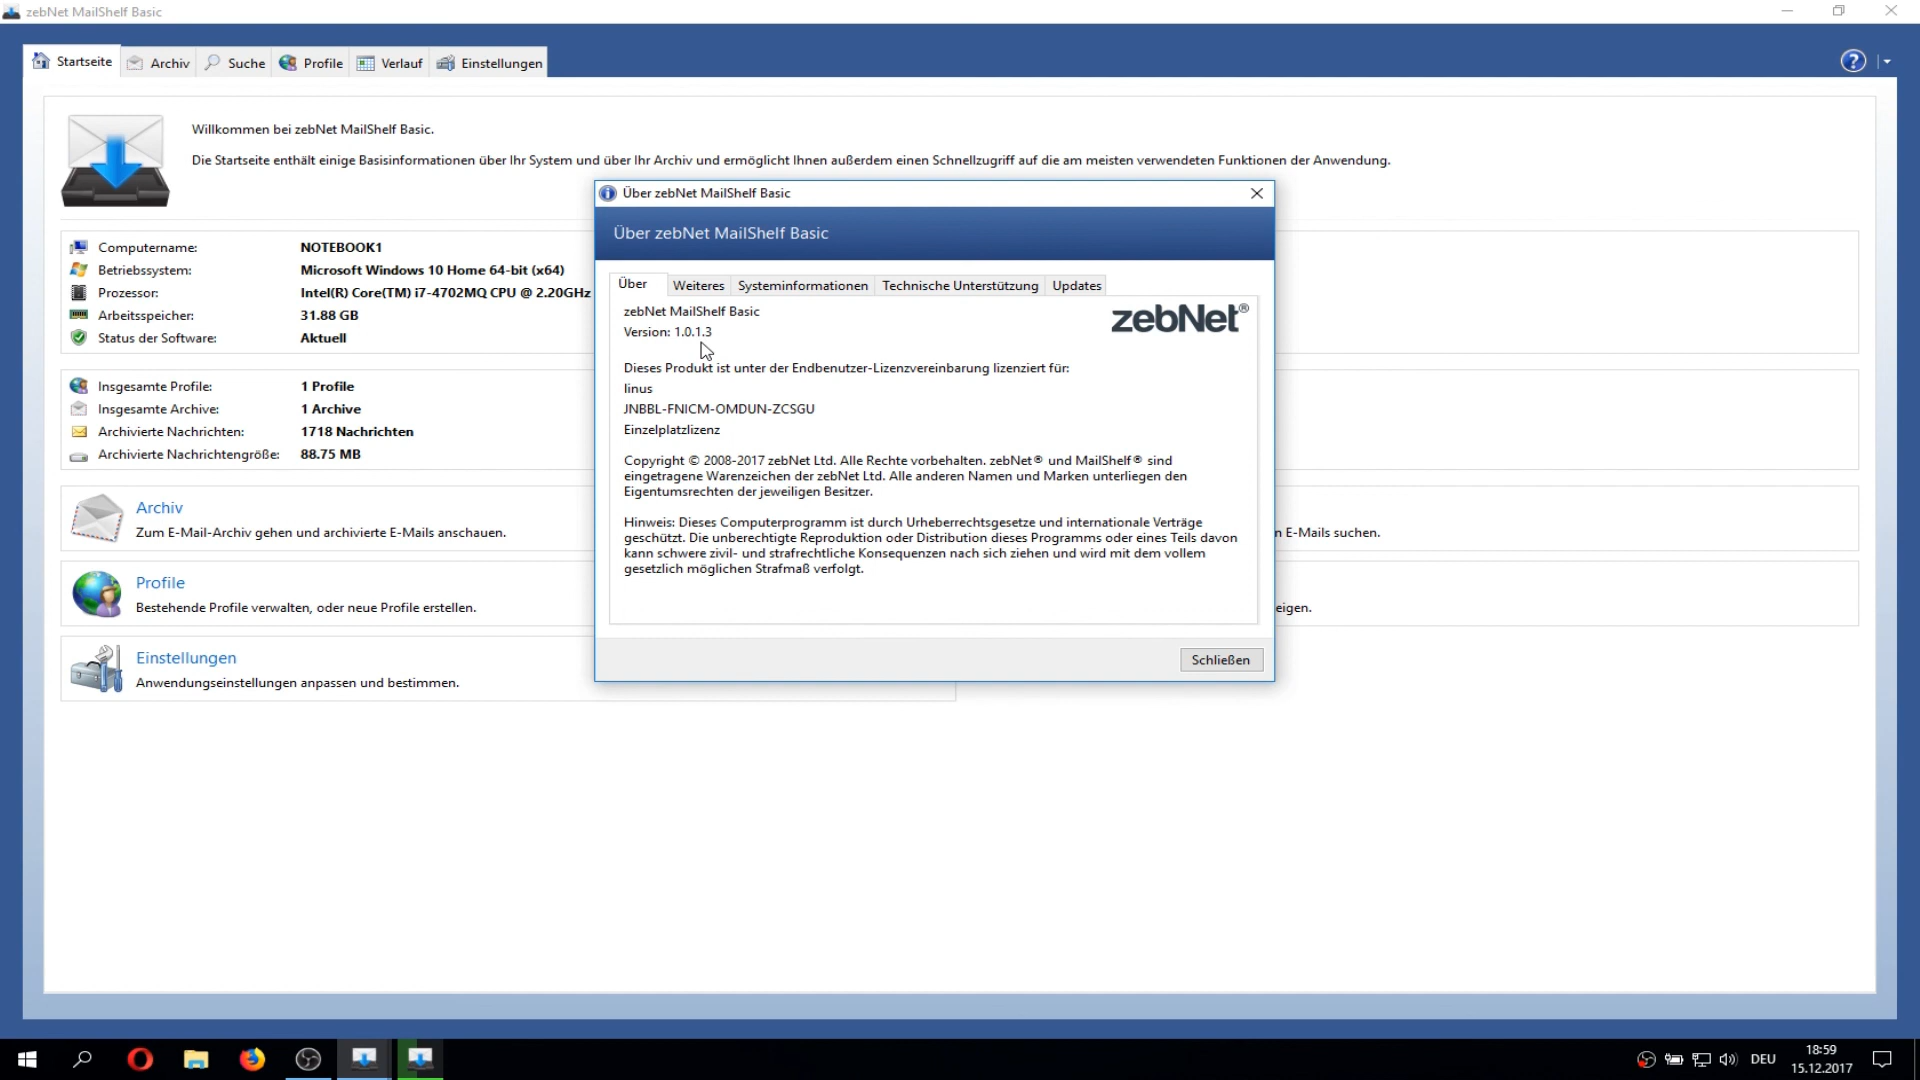 zebNet MailShelf Basic
Startseite
Archiv
Suche
Profile
Verlauf
Einstellungen
Willkommen bei zebNet MailShelf Basic.
Die Startseite enthält einige Basisinformationen über Ihr System und über Ihr Archiv und ermöglicht Ihnen außerdem einen Schnellzugriff auf die am meisten verwendeten Funktionen der Anwendung.
Computername: NOTEBOOK1
Betriebssystem: Microsoft Windows 10 Home 64-bit (x64)
Prozessor: Intel(R) Core(TM) i7-4702MQ CPU @ 2.20GHz
Arbeitsspeicher: 31.88 GB
Status der Software: Aktuell
Insgesamte Profile: 1 Profile
Insgesamte Archive: 1 Archive
Archivierte Nachrichten: 1718 Nachrichten
Archivierte Nachrichtengröße: 88.75 MB
Archiv
Zum E-Mail-Archiv gehen und archivierte E-Mails anschauen.
n E-Mails suchen.
Profile
Bestehende Profile verwalten, oder neue Profile erstellen.
eigen.
Einstellungen
Anwendungseinstellungen anpassen und bestimmen.
Über zebNet MailShelf Basic
Über zebNet MailShelf Basic
Über
Weiteres
Systeminformationen
Technische Unterstützung
Updates
zebNet MailShelf Basic
zebNet®
Version: 1.0.1.3
Dieses Produkt ist unter der Endbenutzer-Lizenzvereinbarung lizenziert für:
linus
JNBBL-FNICM-OMDUN-ZCSGU
Einzelplatzlizenz
Copyright © 2008-2017 zebNet Ltd. Alle Rechte vorbehalten. zebNet® und MailShelf® sind
eingetragene Warenzeichen der zebNet Ltd. Alle anderen Namen und Marken unterliegen den
Eigentumsrechten der jeweiligen Besitzer.
Hinweis: Dieses Computerprogramm ist durch Urheberrechtsgesetze und internationale Verträge
geschützt. Die unberechtigte Reproduktion oder Distribution dieses Programms oder eines Teils davon
kann schwere zivil- und strafrechtliche Konsequenzen nach sich ziehen und wird mit dem vollem
gesetzlich möglichen Strafmaß verfolgt.
Schließen
DEU
18:59
15.12.2017